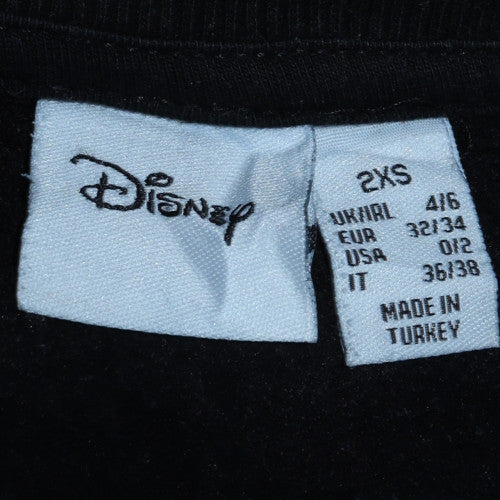 Disney
2XS
UK/IRL 4/6
EUR 32/34
USA 0/2
IT 36/38
MADE IN
TURKEY